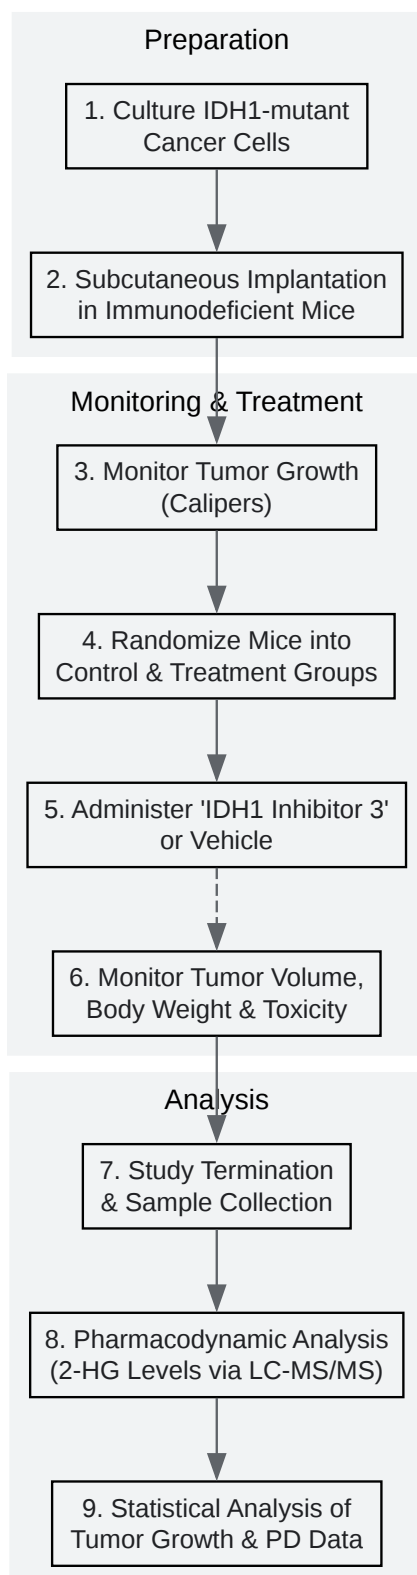 Preparation
1. Culture IDH1-mutant
Cancer Cells
2. Subcutaneous Implantation
in Immunodeficient Mice
Monitoring & Treatment
3. Monitor Tumor Growth
(Calipers)
4. Randomize Mice into
Control & Treatment Groups
5. Administer 'IDH1 Inhibitor 3'
or Vehicle
6. Monitor Tumor Volume,
Body Weight & Toxicity
Analysis
7. Study Termination
& Sample Collection
8. Pharmacodynamic Analysis
(2-HG Levels via LC-MS/MS)
9. Statistical Analysis of
Tumor Growth & PD Data